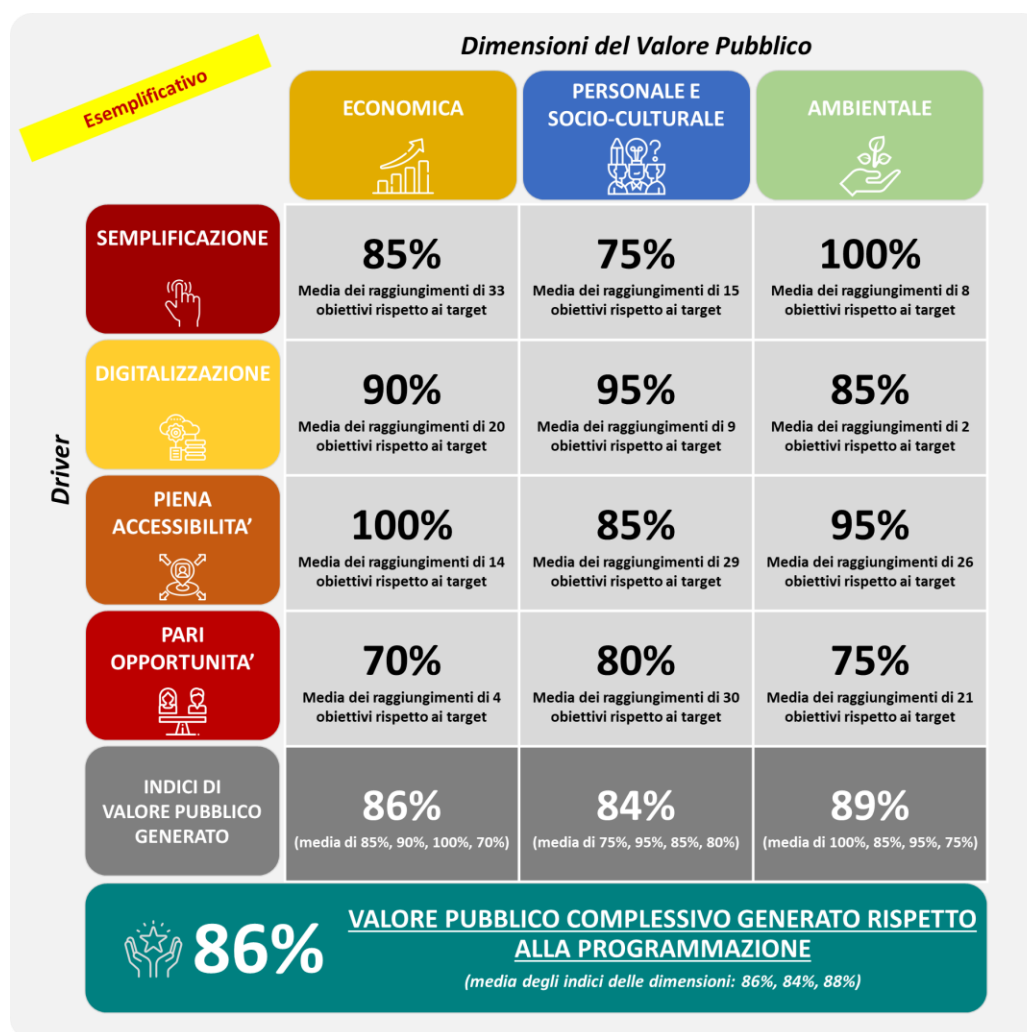 Dimensioni del Valore Pubblico
Esemplificativo
ECONOMICA
PERSONALE E
SOCIO-CULTURALE
AMBIENTALE
Driver
SEMPLIFICAZIONE
85%
Media dei raggiungimenti di 33
obiettivi rispetto ai target
75%
Media dei raggiungimenti di 15
obiettivi rispetto ai target
100%
Media dei raggiungimenti di 8
obiettivi rispetto ai target
DIGITALIZZAZIONE
90%
Media dei raggiungimenti di 20
obiettivi rispetto ai target
95%
Media dei raggiungimenti di 9
obiettivi rispetto ai target
85%
Media dei raggiungimenti di 2
obiettivi rispetto ai target
PIENA
ACCESSIBILITA’
100%
Media dei raggiungimenti di 14
obiettivi rispetto ai target
85%
Media dei raggiungimenti di 29
obiettivi rispetto ai target
95%
Media dei raggiungimenti di 26
obiettivi rispetto ai target
PARI
OPPORTUNITA’
70%
Media dei raggiungimenti di 4
obiettivi rispetto ai target
80%
Media dei raggiungimenti di 30
obiettivi rispetto ai target
75%
Media dei raggiungimenti di 21
obiettivi rispetto ai target
INDICI DI
VALORE PUBBLICO
GENERATO
86%
(media di 85%, 90%, 100%, 70%)
84%
(media di 75%, 95%, 85%, 80%)
89%
(media di 100%, 85%, 95%, 75%)
86%
VALORE PUBBLICO COMPLESSIVO GENERATO RISPETTO
ALLA PROGRAMMAZIONE
(media degli indici delle dimensioni: 86%, 84%, 88%)